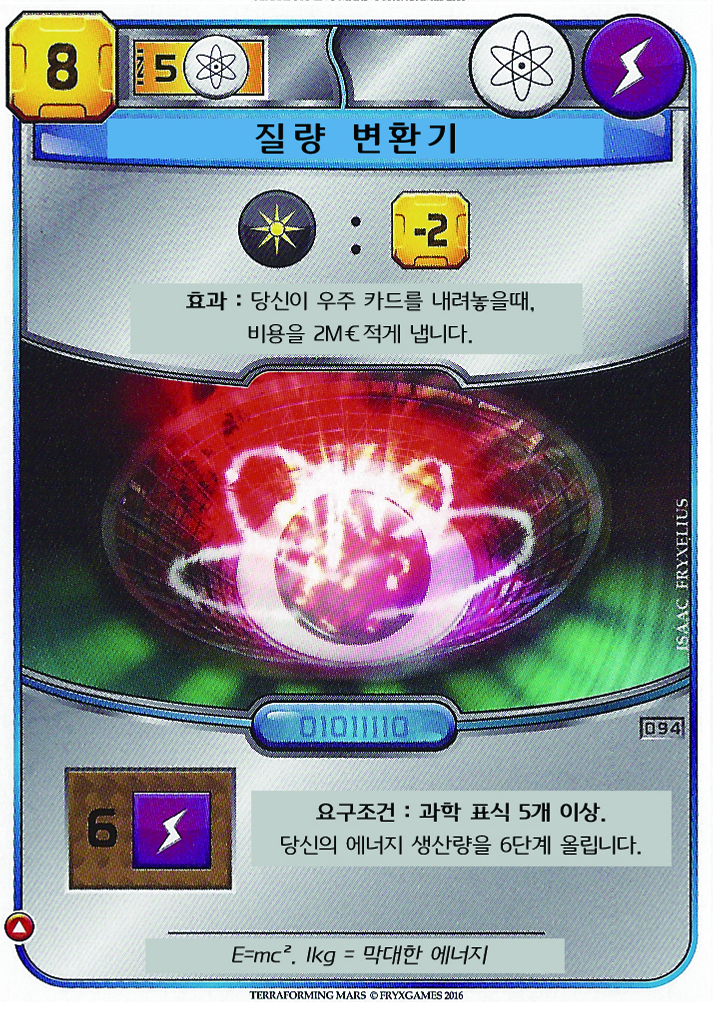 8
5
질량 변환기
: -2
효과 : 당신이 우주 카드를 내려놓을때,
비용을 2M€ 적게 냅니다.
ISAAC FRYXELIUS
01011110
094
6
요구조건 : 과학 표식 5개 이상.
당신의 에너지 생산량을 6단계 올립니다.
E=mc². 1kg = 막대한 에너지
TERRAFORMING MARS © FRYXGAMES 2016